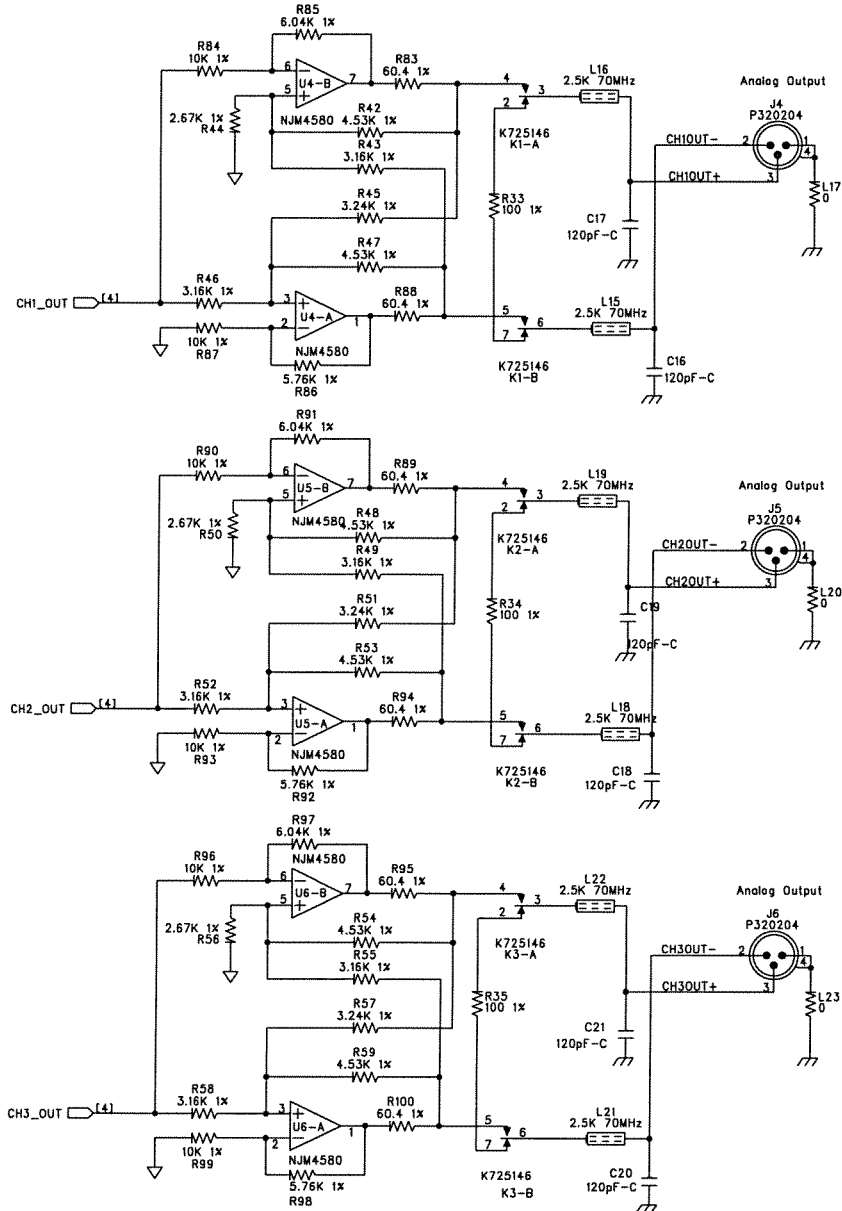 R85
6.04K 1%
R84
10K 1%
6
5
U4-B
7
R83
60.4 1%
2.67K 1%
R44
NJM4580
R42
4.53K 1%
R43
3.16K 1%
R45
3.24K 1%
R47
4.53K 1%
4
2
3
K725146
K1-A
L16
2.5K 70MHz
R33
100 1%
C17
120pF-C
Analog Output
J4
P320204
CH1OUT-
CH1OUT+
2
1
4
3
L17
0
CH1_OUT
[4]
R46
3.16K 1%
10K 1%
R87
3
2
U4-A
1
R88
60.4 1%
NJM4580
5.76K 1%
R86
5
7
6
K725146
K1-B
L15
2.5K 70MHz
C16
120pF-C
R91
6.04K 1%
R90
10K 1%
6
5
U5-B
7
R89
60.4 1%
2.67K 1%
R50
NJM4580
R48
4.53K 1%
R49
3.16K 1%
R51
3.24K 1%
R53
4.53K 1%
4
2
3
K725146
K2-A
L19
2.5K 70MHz
R34
100 1%
C19
120pF-C
Analog Output
J5
P320204
CH2OUT-
CH2OUT+
2
1
4
3
L20
0
CH2_OUT
[4]
R52
3.16K 1%
10K 1%
R93
3
2
U5-A
1
R94
60.4 1%
NJM4580
5.76K 1%
R92
5
7
6
K725146
K2-B
L18
2.5K 70MHz
C18
120pF-C
R97
6.04K 1%
NJM4580
R96
10K 1%
6
5
U6-B
7
R95
60.4 1%
2.67K 1%
R56
R54
4.53K 1%
R55
3.16K 1%
R57
3.24K 1%
R59
4.53K 1%
4
2
3
K725146
K3-A
L22
2.5K 70MHz
R35
100 1%
C21
120pF-C
Analog Output
J6
P320204
CH3OUT-
CH3OUT+
2
1
4
3
L23
0
CH3_OUT
[4]
R58
3.16K 1%
10K 1%
R99
3
2
U6-A
1
R100
60.4 1%
NJM4580
5.76K 1%
R98
5
7
6
K725146
K3-B
L21
2.5K 70MHz
C20
120pF-C